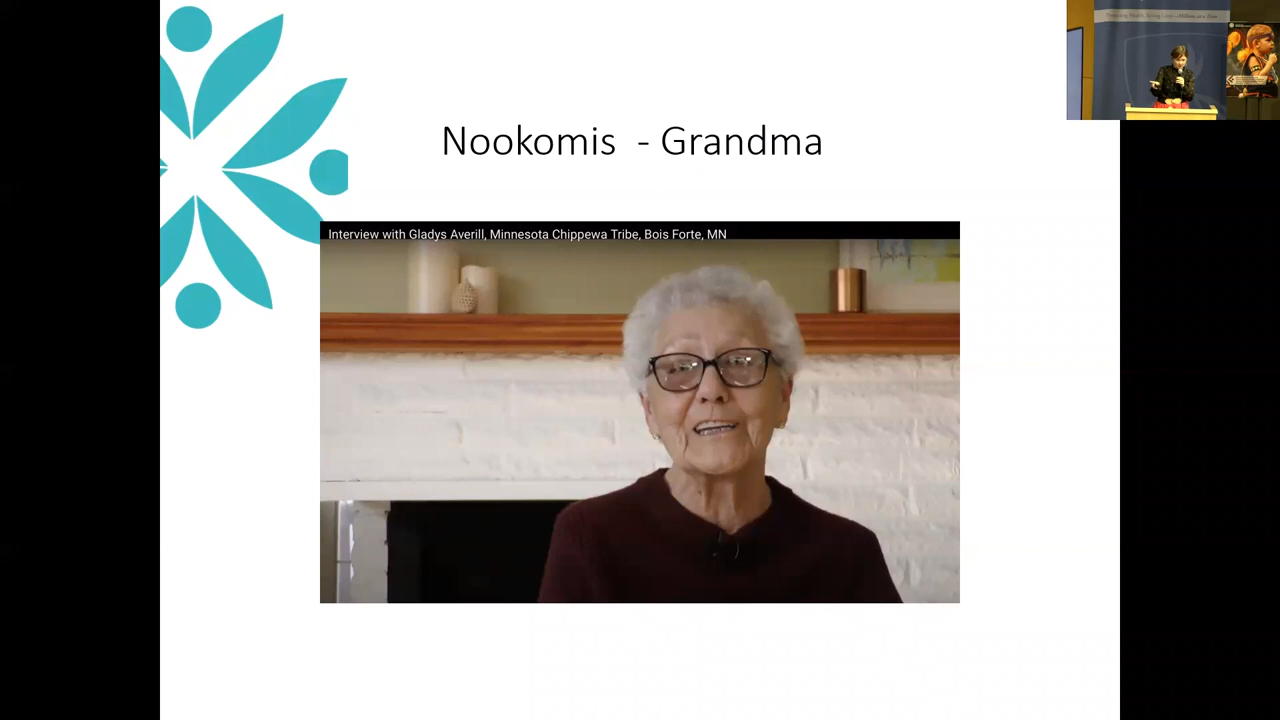 Nookomis - Grandma
Interview with Gladys Averill, Minnesota Chippewa Tribe, Bois Forte, MN